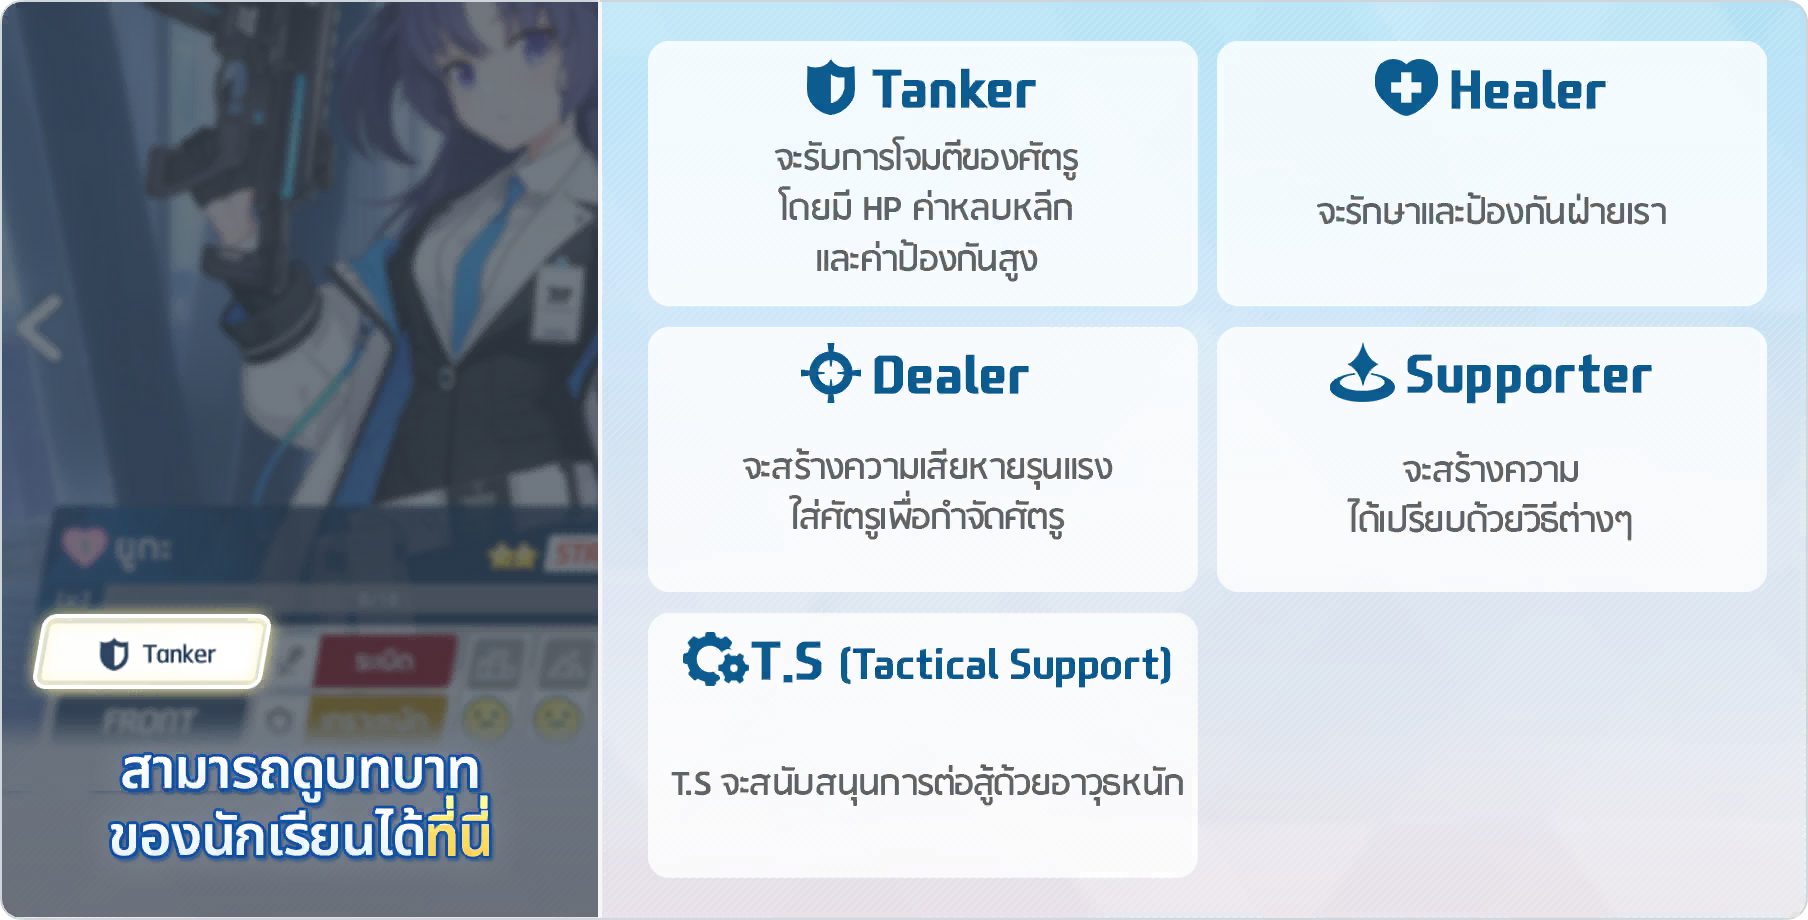 ยูกะ
STR
Tanker
ระเบิด
FRONT
สามารถดูบทบาท
ของนักเรียนได้ที่นี่
Tanker
จะรับการโจมตีของศัตรู
โดยมี HP ค่าหลบหลีก
และค่าป้องกันสูง
Healer
จะรักษาและป้องกันฝ่ายเรา
Dealer
จะสร้างความเสียหายรุนแรง
ใส่ศัตรูเพื่อกำจัดศัตรู
Supporter
จะสร้างความ
ได้เปรียบด้วยวิธีต่างๆ
T.S (Tactical Support)
T.S จะสนับสนุนการต่อสู้ด้วยอาวุธหนัก